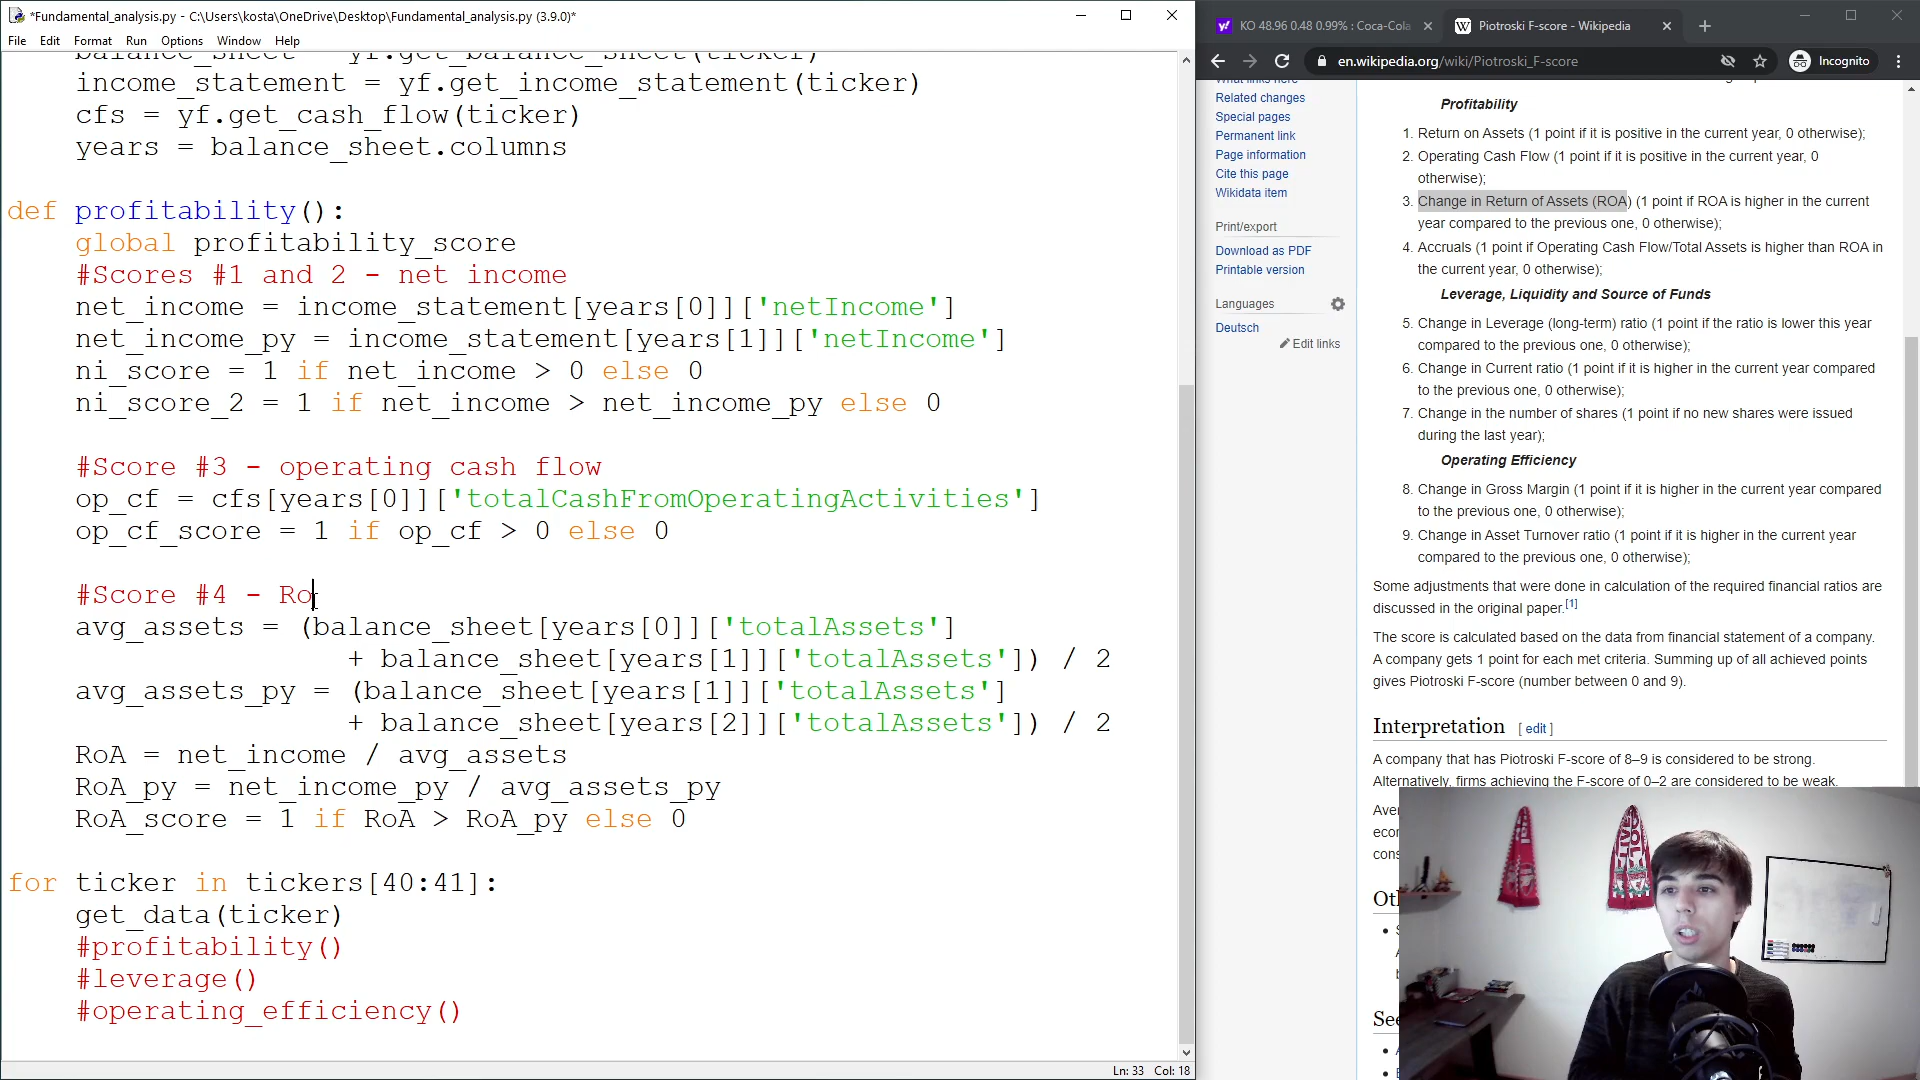 *Fundamental_analysis.py - C:\Users\kosta\OneDrive\Desktop\Fundamental_analysis.py (3.9.0)*
File Edit Format Run Options Window Help
balance_sheet = yf.get_balance_sheet(ticker)
income_statement = yf.get_income_statement(ticker)
cfs = yf.get_cash_flow(ticker)
years = balance_sheet.columns
def profitability():
global profitability_score
#Scores #1 and 2 - net income
net_income = income_statement[years[0]]['netIncome']
net_income_py = income_statement[years[1]]['netIncome']
ni_score = 1 if net_income > 0 else 0
ni_score_2 = 1 if net_income > net_income_py else 0
#Score #3 - operating cash flow
op_cf = cfs[years[0]]['totalCashFromOperatingActivities']
op_cf_score = 1 if op_cf > 0 else 0
#Score #4 - Ro
avg_assets = (balance_sheet[years[0]]['totalAssets']
+ balance_sheet[years[1]]['totalAssets']) / 2
avg_assets_py = (balance_sheet[years[1]]['totalAssets']
+ balance_sheet[years[2]]['totalAssets']) / 2
RoA = net_income / avg_assets
RoA_py = net_income_py / avg_assets_py
RoA_score = 1 if RoA > RoA_py else 0
for ticker in tickers[40:41]:
get_data(ticker)
#profitability()
#leverage()
#operating_efficiency()
Ln: 33 Col: 18
KO 48.96 0.48 0.99% : Coca-Cola
Piotroski F-score - Wikipedia
en.wikipedia.org/wiki/Piotroski_F-score
Incognito
What links here
Related changes
Special pages
Permanent link
Page information
Cite this page
Wikidata item
Print/export
Download as PDF
Printable version
Languages
Deutsch
Edit links
Profitability
1. Return on Assets (1 point if it is positive in the current year, 0 otherwise);
2. Operating Cash Flow (1 point if it is positive in the current year, 0
otherwise);
3. Change in Return of Assets (ROA) (1 point if ROA is higher in the current
year compared to the previous one, 0 otherwise);
4. Accruals (1 point if Operating Cash Flow/Total Assets is higher than ROA in
the current year, 0 otherwise);
Leverage, Liquidity and Source of Funds
5. Change in Leverage (long-term) ratio (1 point if the ratio is lower this year
compared to the previous one, 0 otherwise);
6. Change in Current ratio (1 point if it is higher in the current year compared
to the previous one, 0 otherwise);
7. Change in the number of shares (1 point if no new shares were issued
during the last year);
Operating Efficiency
8. Change in Gross Margin (1 point if it is higher in the current year compared
to the previous one, 0 otherwise);
9. Change in Asset Turnover ratio (1 point if it is higher in the current year
compared to the previous one, 0 otherwise);
Some adjustments that were done in calculation of the required financial ratios are
discussed in the original paper.[1]
The score is calculated based on the data from financial statement of a company.
A company gets 1 point for each met criteria. Summing up of all achieved points
gives Piotroski F-score (number between 0 and 9).
Interpretation [ edit ]
A company that has Piotroski F-score of 8–9 is considered to be strong.
Alternatively, firms achieving the F-score of 0–2 are considered to be weak.